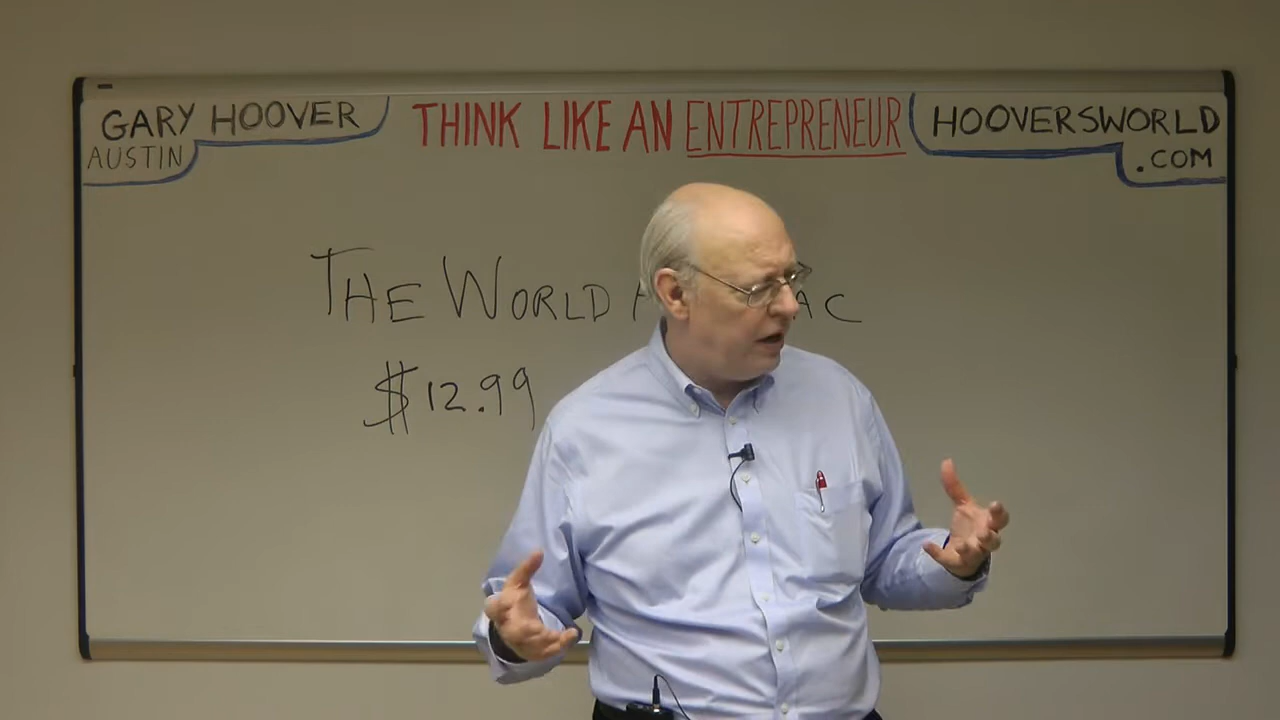 GARY HOOVER
AUSTIN
THINK LIKE AN ENTREPRENEUR
HOOVERSWORLD
.COM
THE WORLD
$12.99